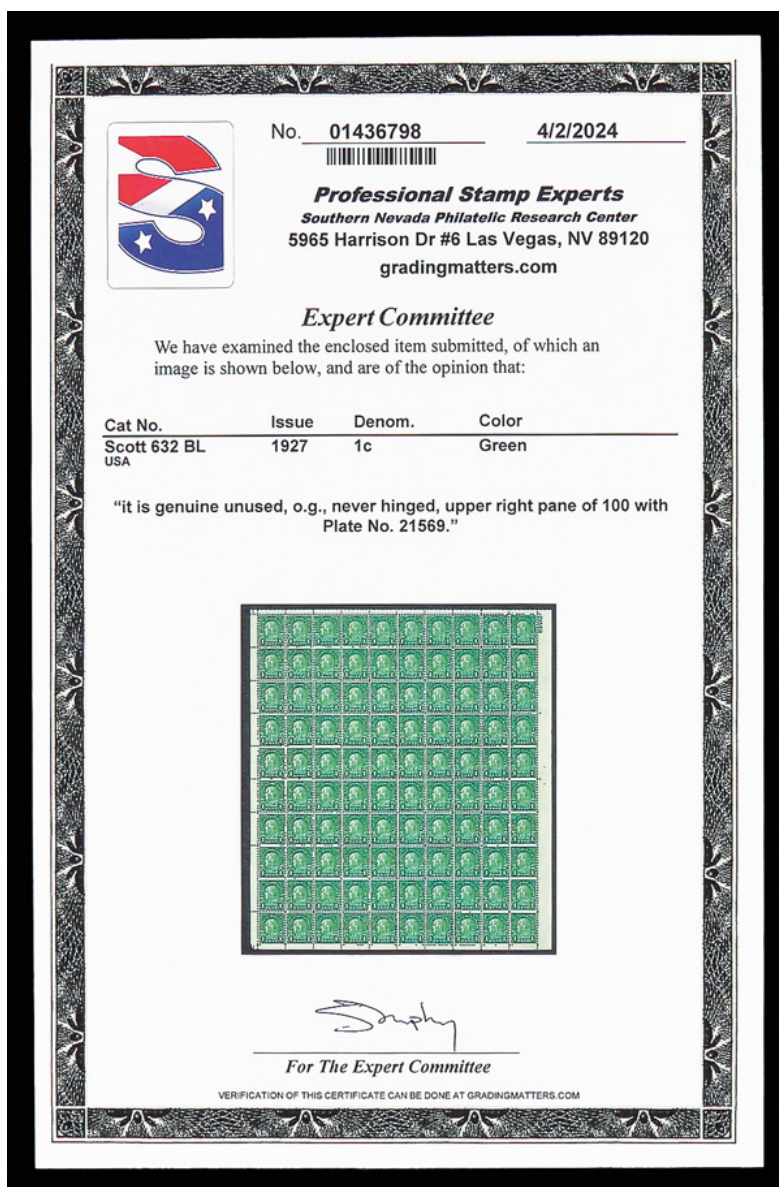 No. 01436798 4/2/2024
Professional Stamp Experts
Southern Nevada Philatelic Research Center
5965 Harrison Dr #6 Las Vegas, NV 89120
gradingmatters.com
Expert Committee
We have examined the enclosed item submitted, of which an
image is shown below, and are of the opinion that:
Cat No. Issue Denom. Color
Scott 632 BL 1927 1c Green
USA
“it is genuine unused, o.g., never hinged, upper right pane of 100 with
Plate No. 21569.”
For The Expert Committee
VERIFICATION OF THIS CERTIFICATE CAN BE DONE AT GRADINGMATTERS.COM